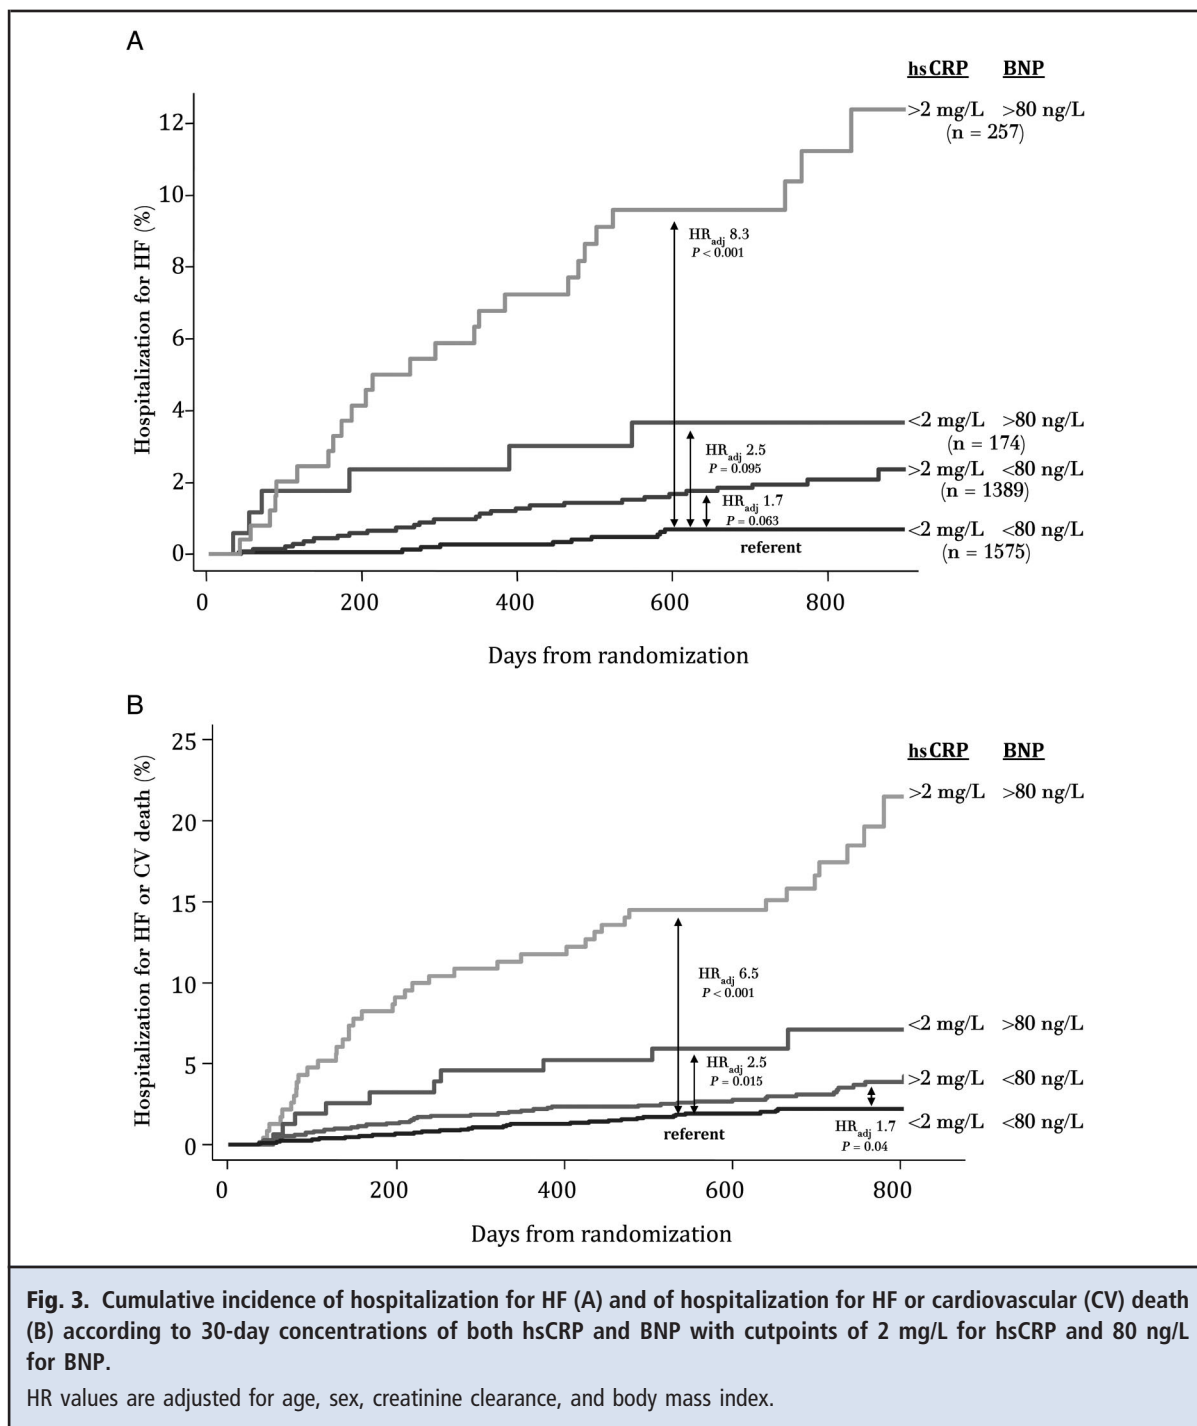 A
hsCRP BNP
>2 mg/L >80 ng/L
(n = 257)
12
10
8
6
4
2
0
Hospitalization for HF (%)
HRadj 8.3
P < 0.001
<2 mg/L >80 ng/L
(n = 174)
HRadj 2.5
P = 0.095
>2 mg/L <80 ng/L
(n = 1389)
HRadj 1.7
P = 0.063
<2 mg/L <80 ng/L
(n = 1575)
referent
0 200 400 600 800
Days from randomization
B
hsCRP BNP
25
20
15
10
5
0
Hospitalization for HF or CV death (%)
>2 mg/L >80 ng/L
HRadj 6.5
P < 0.001
<2 mg/L >80 ng/L
HRadj 2.5
P = 0.015
>2 mg/L <80 ng/L
<2 mg/L <80 ng/L
referent
HRadj 1.7
P = 0.04
0 200 400 600 800
Days from randomization
Fig. 3. Cumulative incidence of hospitalization for HF (A) and of hospitalization for HF or cardiovascular (CV) death
(B) according to 30-day concentrations of both hsCRP and BNP with cutpoints of 2 mg/L for hsCRP and 80 ng/L
for BNP.
HR values are adjusted for age, sex, creatinine clearance, and body mass index.